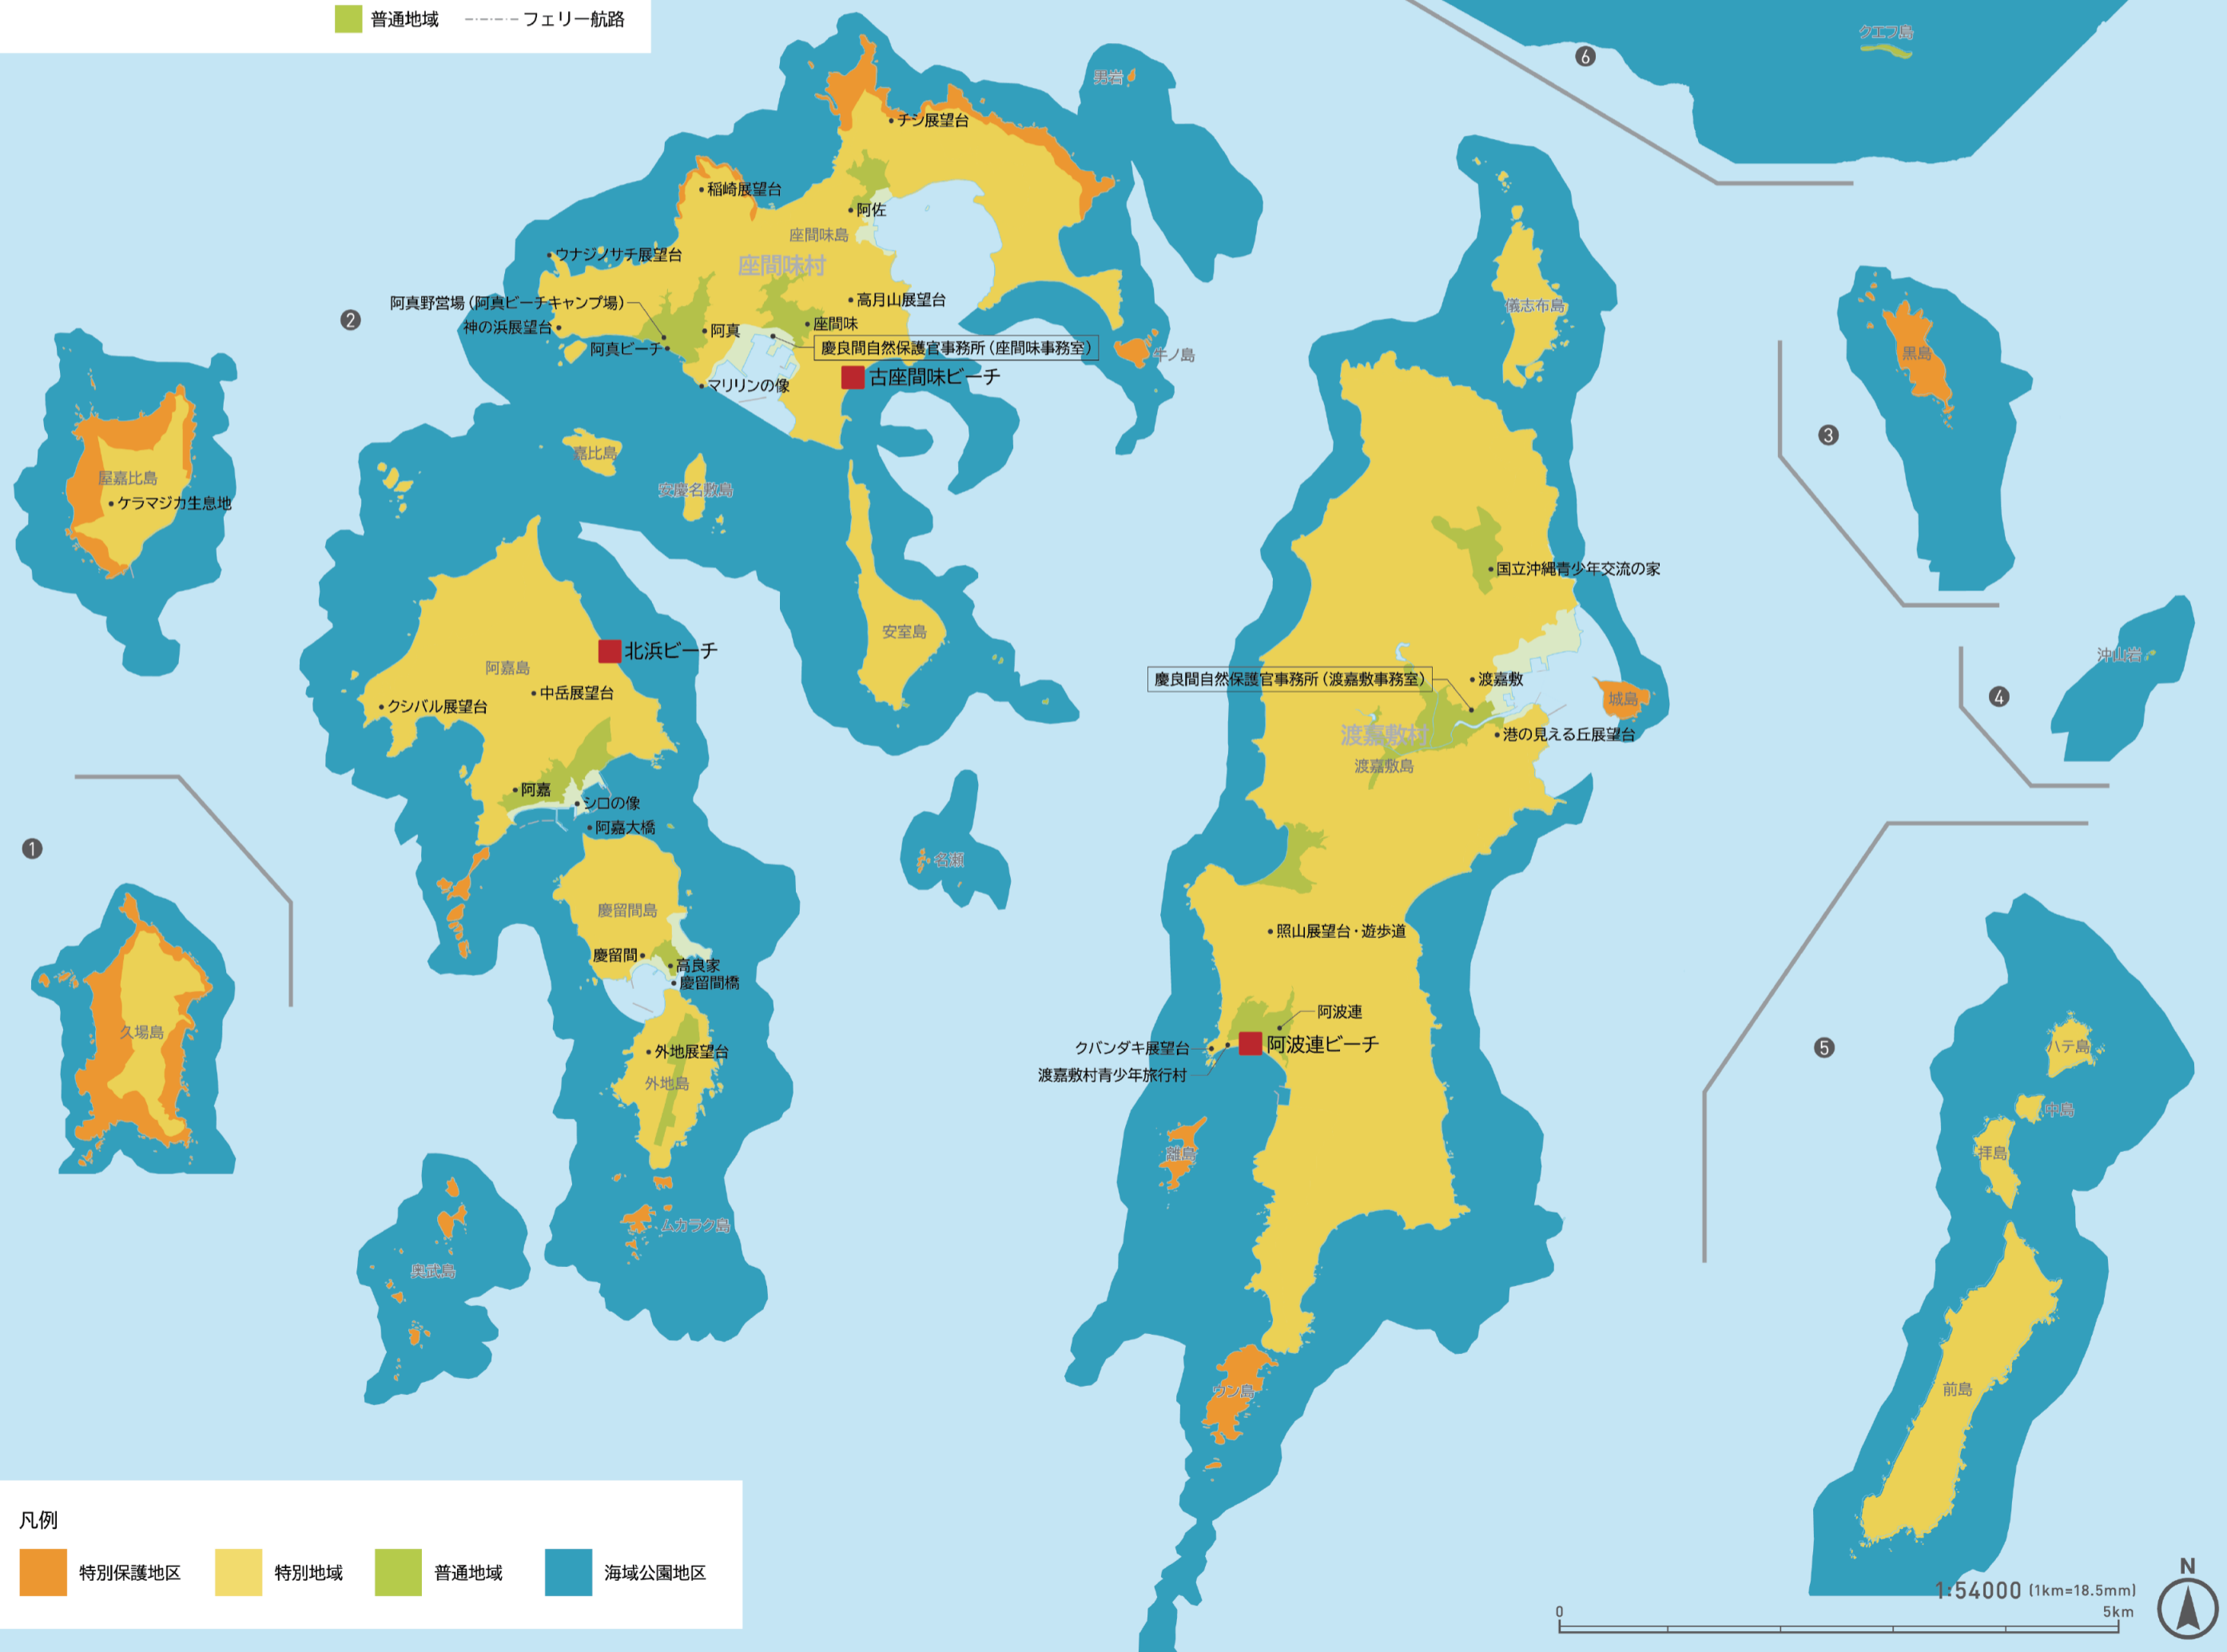 普通地域
フェリー航路
クエフ島
6
男岩
チシ展望台
稲崎展望台
阿佐
座間味島
座間味村
ウナジノサチ展望台
高月山展望台
阿真野営場（阿真ビーチキャンプ場）
2
神の浜展望台
阿真
座間味
阿真ビーチ
慶良間自然保護官事務所（座間味事務室）
牛ノ島
マリリンの像
古座間味ビーチ
儀志布島
黒島
3
嘉比島
安慶名敷島
屋嘉比島
ケラマジカ生息地
国立沖縄青少年交流の家
安室島
北浜ビーチ
阿嘉島
中岳展望台
クシバル展望台
慶良間自然保護官事務所（渡嘉敷事務室）
渡嘉敷
城島
沖山岩
4
渡嘉敷村
港の見える丘展望台
渡嘉敷島
阿嘉
シロの像
阿嘉大橋
1
名瀬
慶留間島
照山展望台・遊歩道
慶留間
高良家
慶留間橋
久場島
阿波連
外地展望台
クバンダキ展望台
阿波連ビーチ
5
ハテ島
外地島
渡嘉敷村青少年旅行村
中島
離島
拝島
ムカラク島
奥武島
ウン島
前島
凡例
特別保護地区
特別地域
普通地域
海域公園地区
1:54000 (1km=18.5mm)
0
5km
N